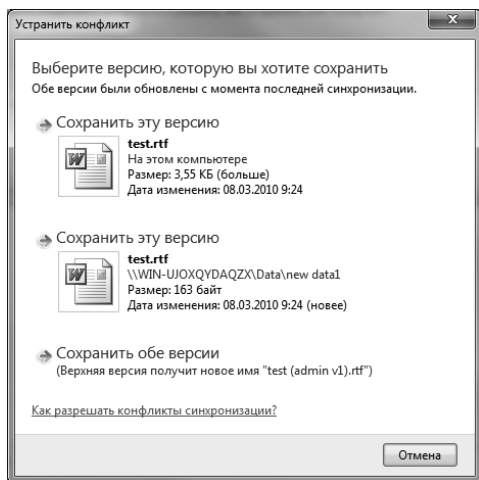 Устранить конфликт
Выберите версию, которую вы хотите сохранить
Обе версии были обновлены с момента последней синхронизации.
Сохранить эту версию
test.rtf
На этом компьютере
Размер: 3,55 КБ (больше)
Дата изменения: 08.03.2010 9:24
Сохранить эту версию
test.rtf
\\WIN-UJOXQYDAQZX\Data\new data1
Размер: 163 байт
Дата изменения: 08.03.2010 9:24 (новее)
Сохранить обе версии
(Верхняя версия получит новое имя "test (admin v1).rtf")
Как разрешать конфликты синхронизации?
Отмена